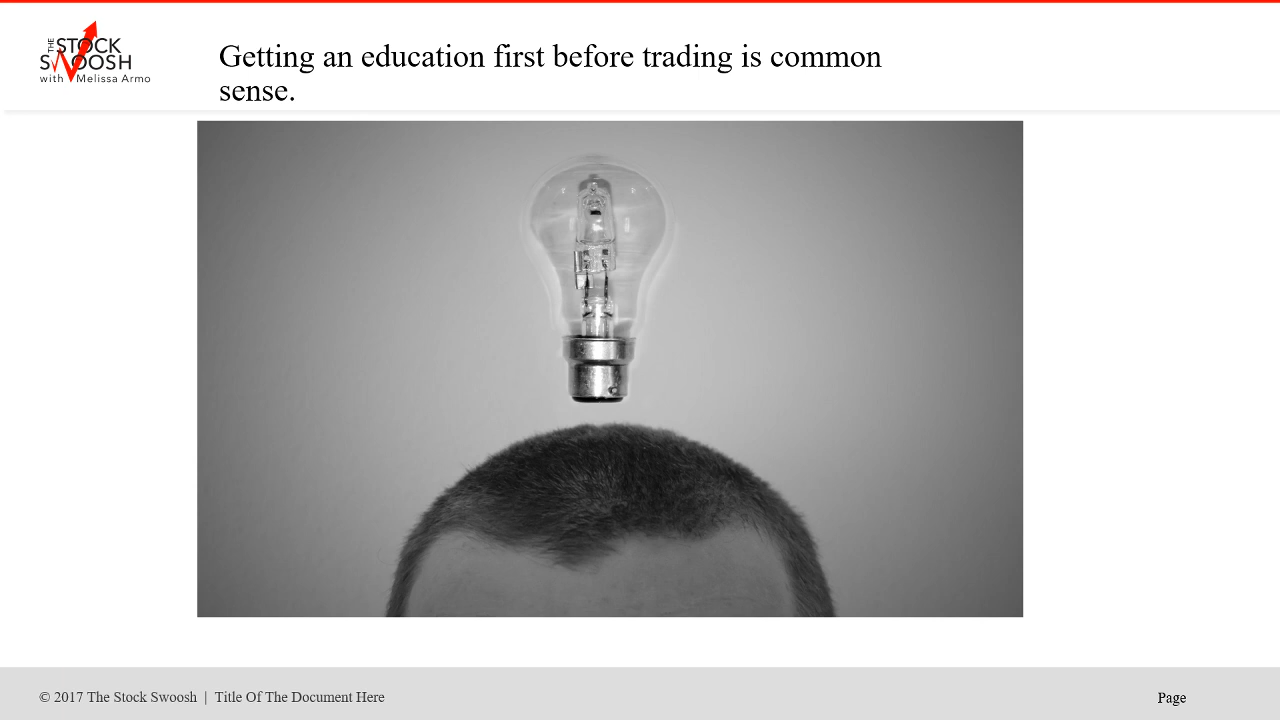 THE STOCK
SWOOSH
with Melissa Armo
Getting an education first before trading is common
sense.
© 2017 The Stock Swoosh | Title Of The Document Here
Page